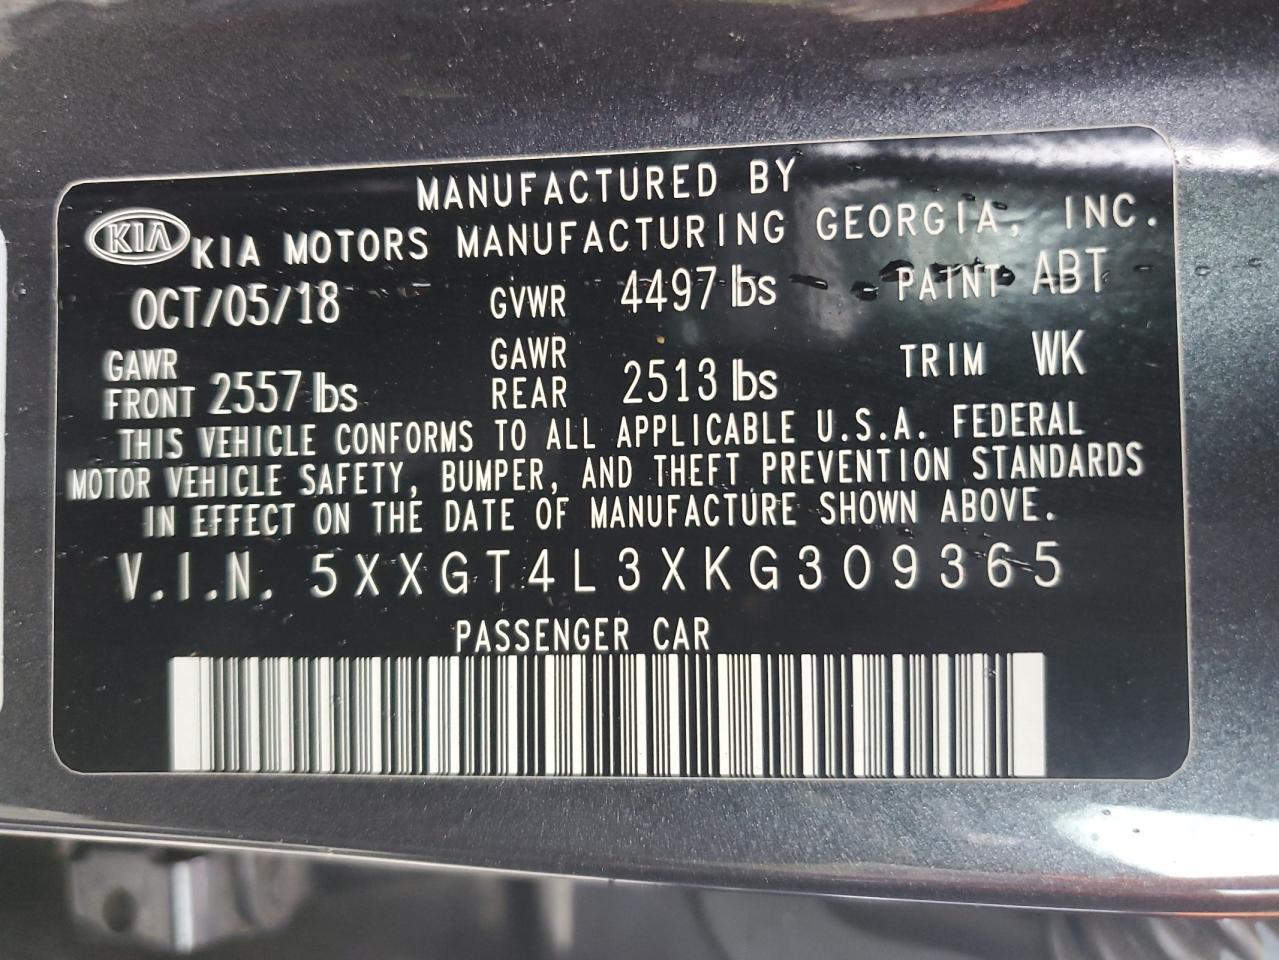 MANUFACTURED BY
KIA KIA MOTORS MANUFACTURING GEORGIA, INC.
OCT/05/18 GVWR 4497 lbs PAINT ABT
GAWR FRONT 2557 lbs GAWR REAR 2513 lbs TRIM WK
THIS VEHICLE CONFORMS TO ALL APPLICABLE U.S.A. FEDERAL
MOTOR VEHICLE SAFETY, BUMPER, AND THEFT PREVENTION STANDARDS
IN EFFECT ON THE DATE OF MANUFACTURE SHOWN ABOVE.
V.I.N. 5XXGT4L3XKG309365
PASSENGER CAR